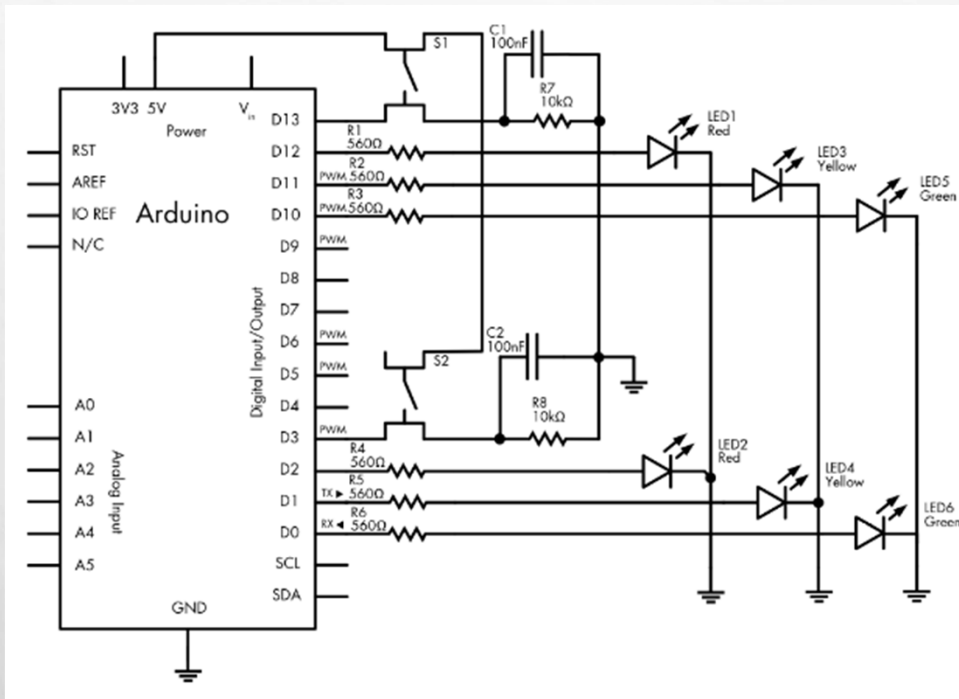 S1
C1
100nF
R7
10kΩ
3V3 5V
Vin
Power
D13
RST
R1
560Ω
D12
LED1
Red
AREF
R2
PWM 560Ω
D11
LED3
Yellow
IO REF
Arduino
R3
PWM 560Ω
D10
LED5
Green
N/C
D9
PWM
D8
D7
Digital Input/Output
D6
PWM
S2
C2
100nF
D5
PWM
D4
R8
10kΩ
A0
A1
D3
PWM
A2
Analog Input
D2
R4
560Ω
LED2
Red
A3
D1
TX ▶
R5
560Ω
LED4
Yellow
A4
D0
RX ◀
R6
560Ω
LED6
Green
A5
SCL
SDA
GND